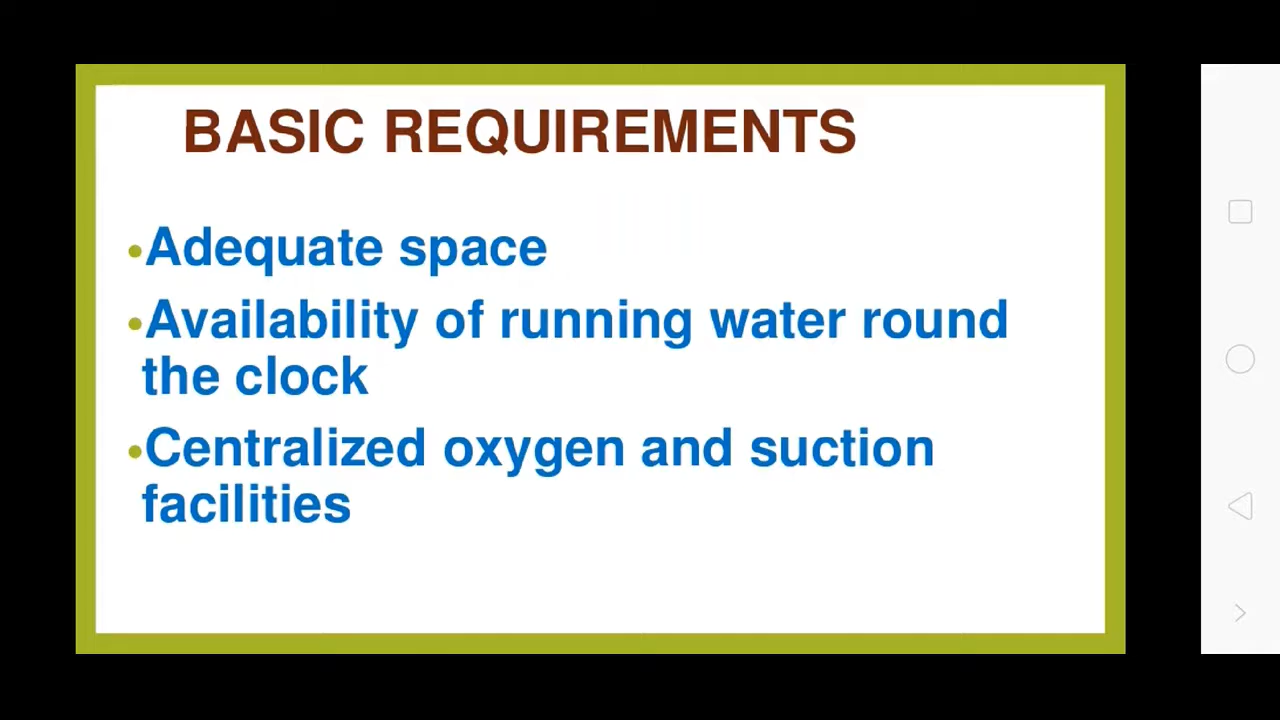 BASIC REQUIREMENTS
•Adequate space
•Availability of running water round
the clock
•Centralized oxygen and suction
facilities